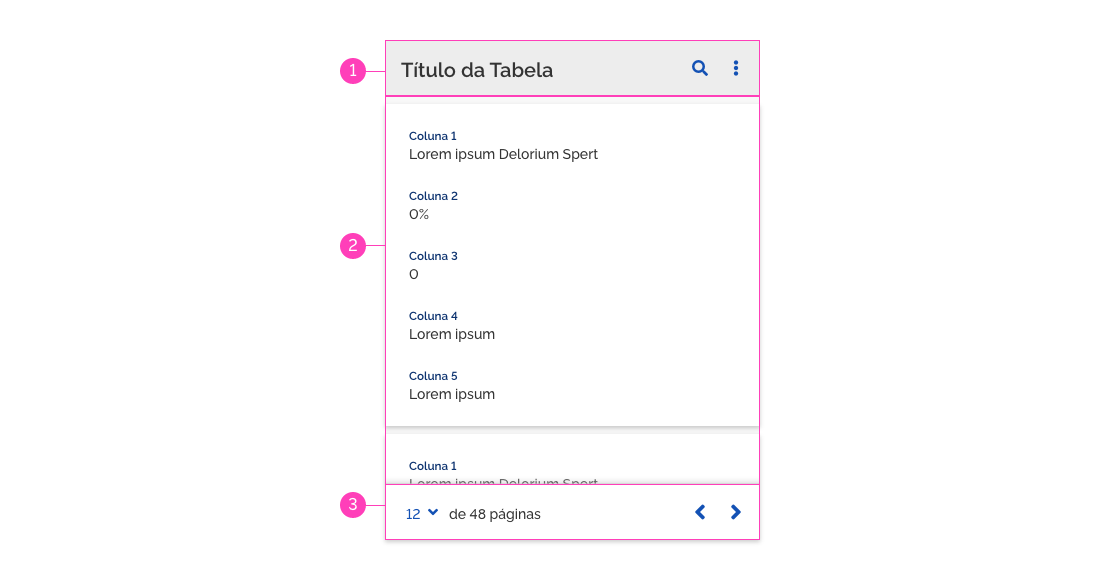 1
Título da Tabela
Coluna 1
Lorem ipsum Delorium Spert
Coluna 2
0%
2
Coluna 3
0
Coluna 4
Lorem ipsum
Coluna 5
Lorem ipsum
Coluna 1
Lorem ipsum Delorium Spert
3
12 de 48 páginas